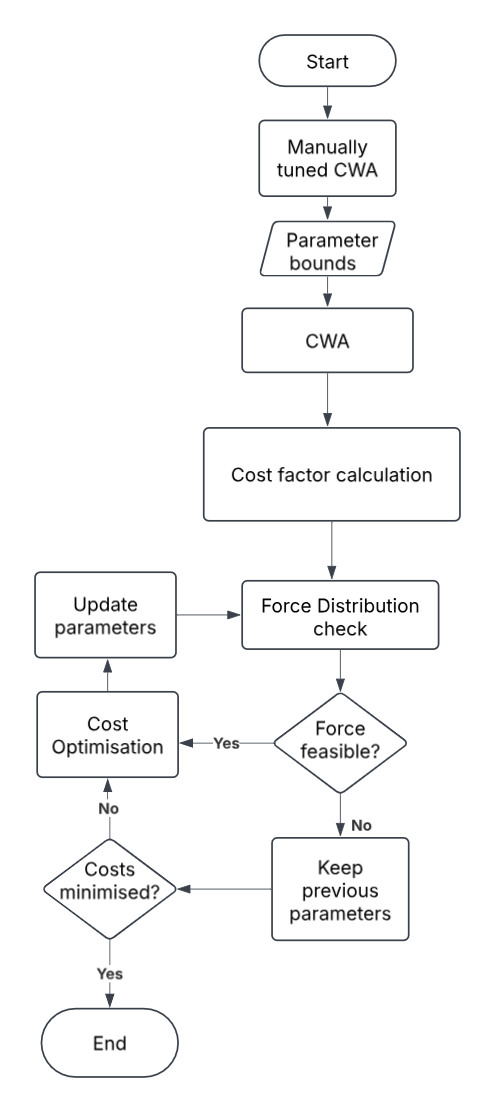 Start
Manually
tuned CWA
Parameter
bounds
CWA
Cost factor calculation
Update
parameters
Force Distribution
check
Cost
Optimisation
Yes
Force
feasible?
No
No
Costs
minimised?
Keep
previous
parameters
Yes
End